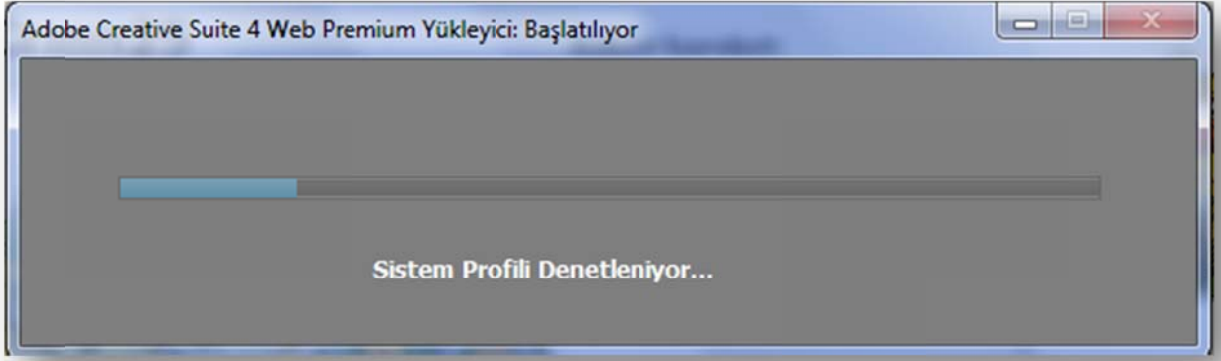 Adobe Creative Suite 4 Web Premium Yükleyici: Başlatılıyor
Sistem Profili Denetleniyor...